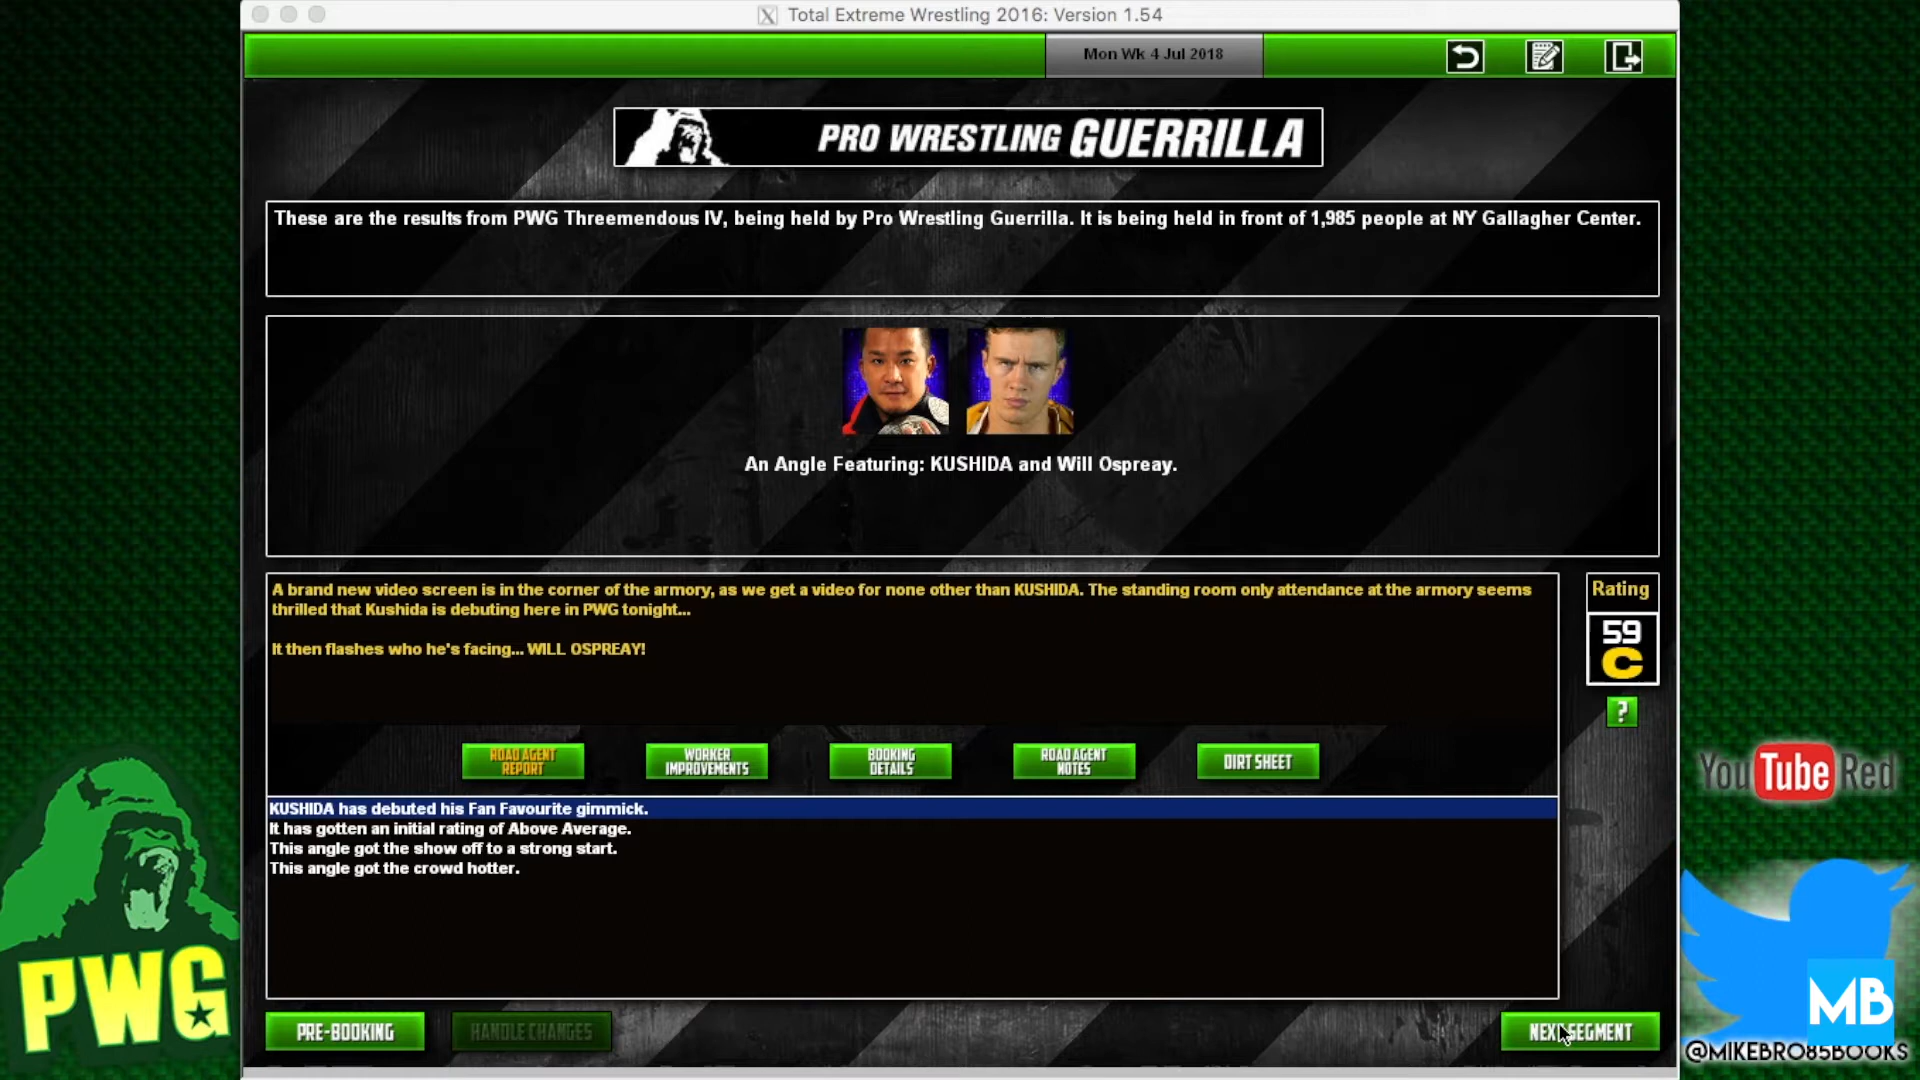 Total Extreme Wrestling 2016: Version 1.54
Mon Wk 4 Jul 2018
PRO WRESTLING GUERRILLA
These are the results from PWG Threemendous IV, being held by Pro Wrestling Guerrilla. It is being held in front of 1,985 people at NY Gallagher Center.
An Angle Featuring: KUSHIDA and Will Ospreay.
A brand new video screen is in the corner of the armory, as we get a video for none other than KUSHIDA. The standing room only attendance at the armory seems
thrilled that Kushida is debuting here in PWG tonight...
It then flashes who he's facing... WILL OSPREAY!
Rating
59
C
?
ROAD AGENT
REPORT
WORKER
IMPROVEMENTS
BOOKING
DETAILS
ROAD AGENT
NOTES
DIRT SHEET
KUSHIDA has debuted his Fan Favourite gimmick.
It has gotten an initial rating of Above Average.
This angle got the show off to a strong start.
This angle got the crowd hotter.
PRE-BOOKING
HANDLE CHANGES
NEXT SEGMENT
PWG
YouTube Red
MB
@MIKEBRO85BOOKS